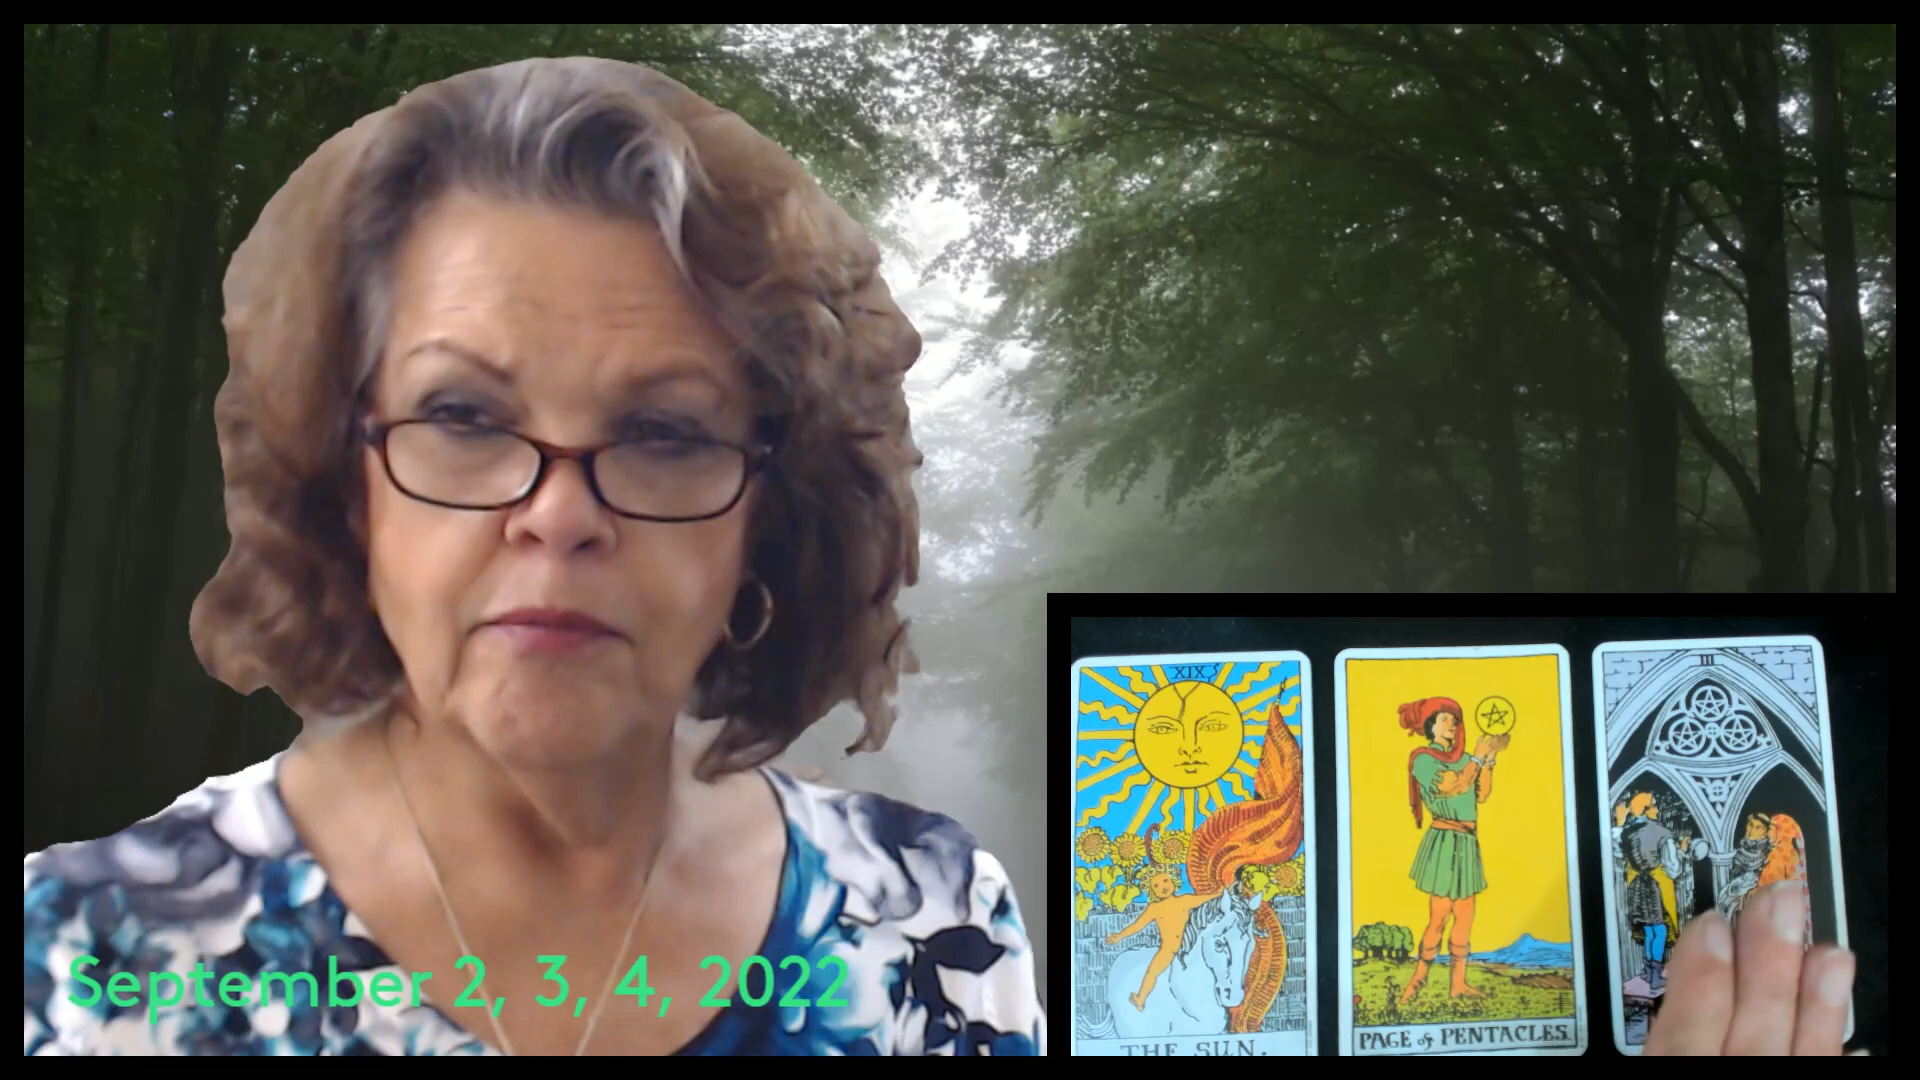 September 2, 3, 4, 2022
XIX
THE SUN.
PAGE of PENTACLES.
III